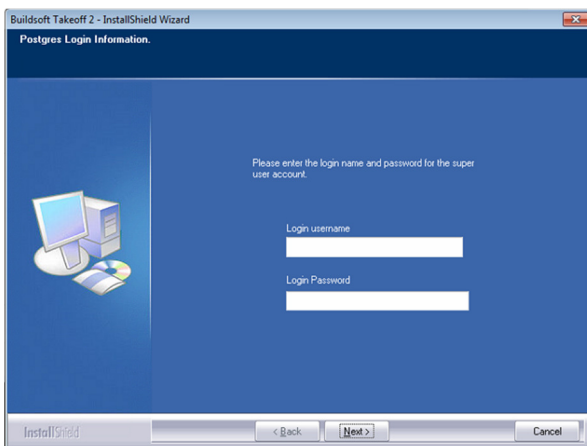 Buildsoft Takeoff 2 - InstallShield Wizard
Postgres Login Information.
Please enter the login name and password for the super
user account.
Login username
Login Password
InstallShield
< Back
Next >
Cancel